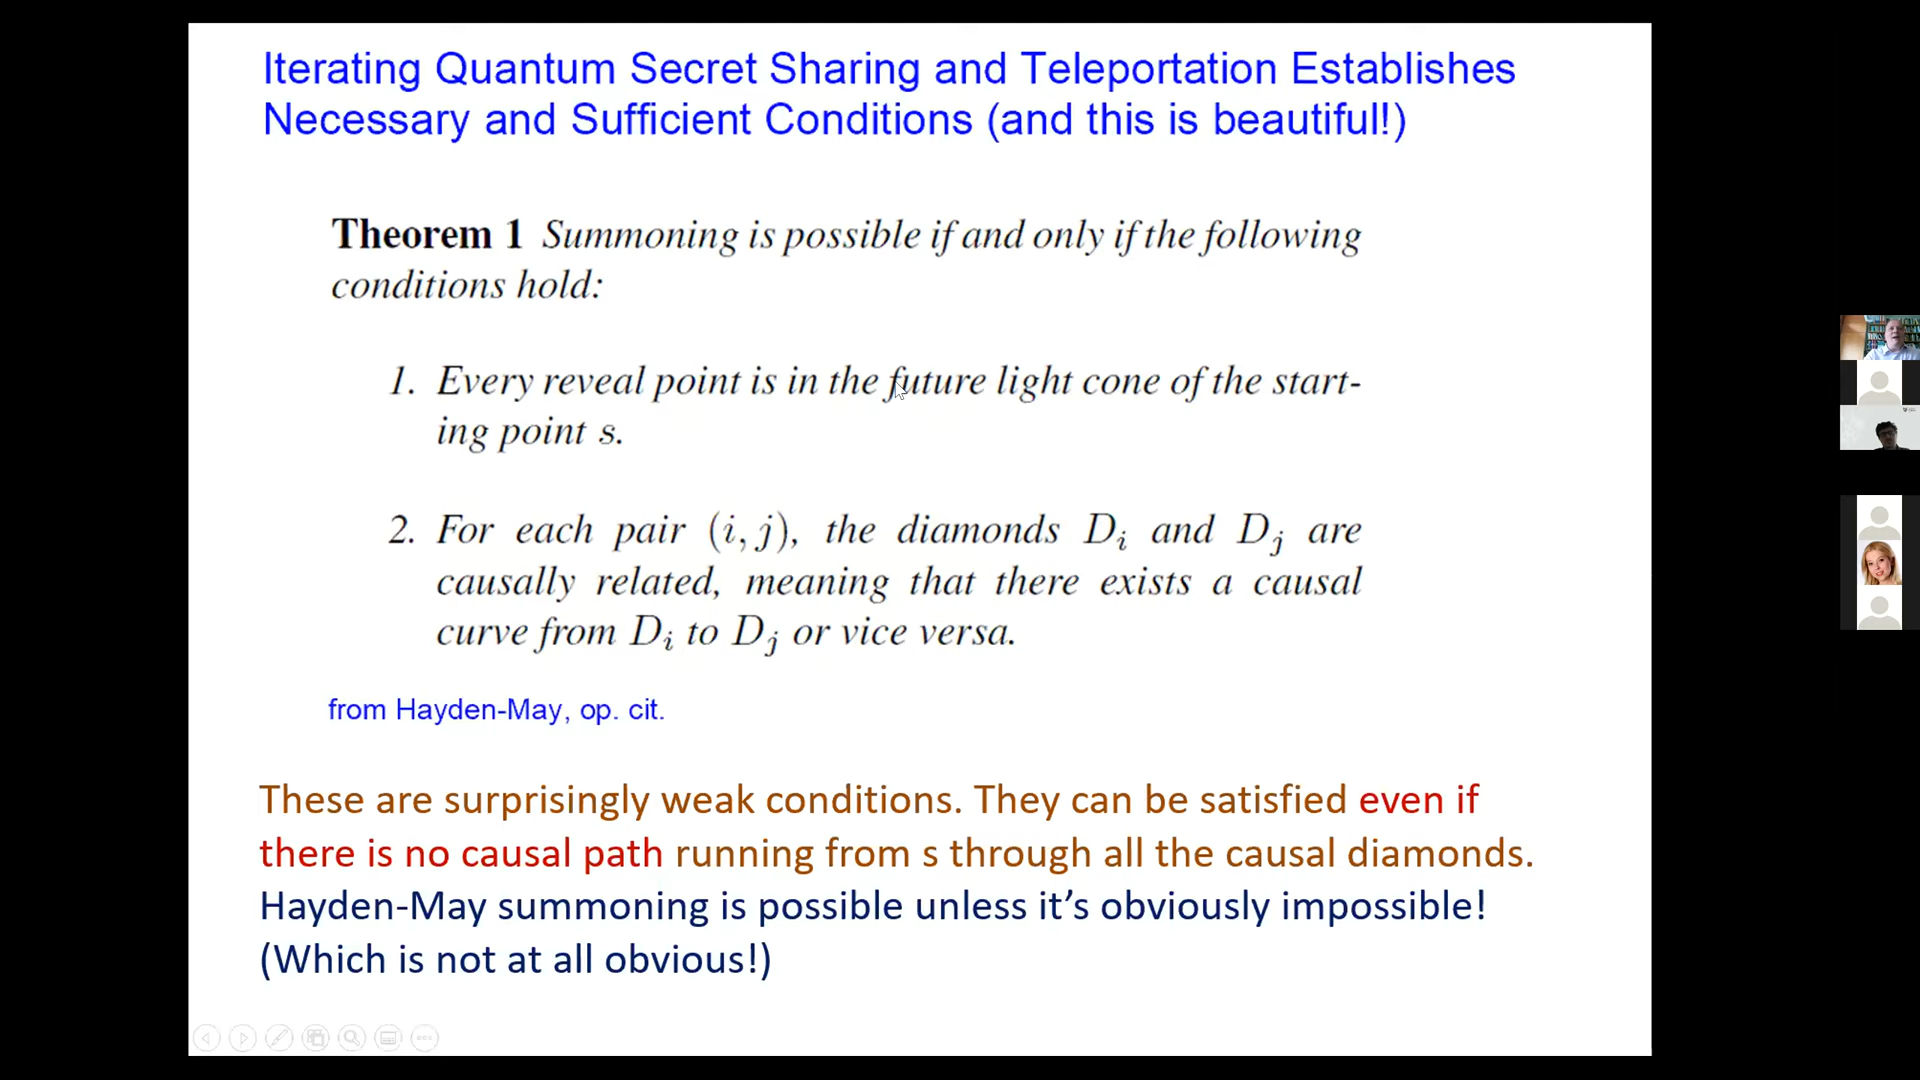 Iterating Quantum Secret Sharing and Teleportation Establishes
Necessary and Sufficient Conditions (and this is beautiful!)
Theorem 1 Summoning is possible if and only if the following
conditions hold:
1. Every reveal point is in the future light cone of the start-
ing point s.
2. For each pair (i, j), the diamonds Di and Dj are
causally related, meaning that there exists a causal
curve from Di to Dj or vice versa.
from Hayden-May, op. cit.
These are surprisingly weak conditions. They can be satisfied even if
there is no causal path running from s through all the causal diamonds.
Hayden-May summoning is possible unless it’s obviously impossible!
(Which is not at all obvious!)